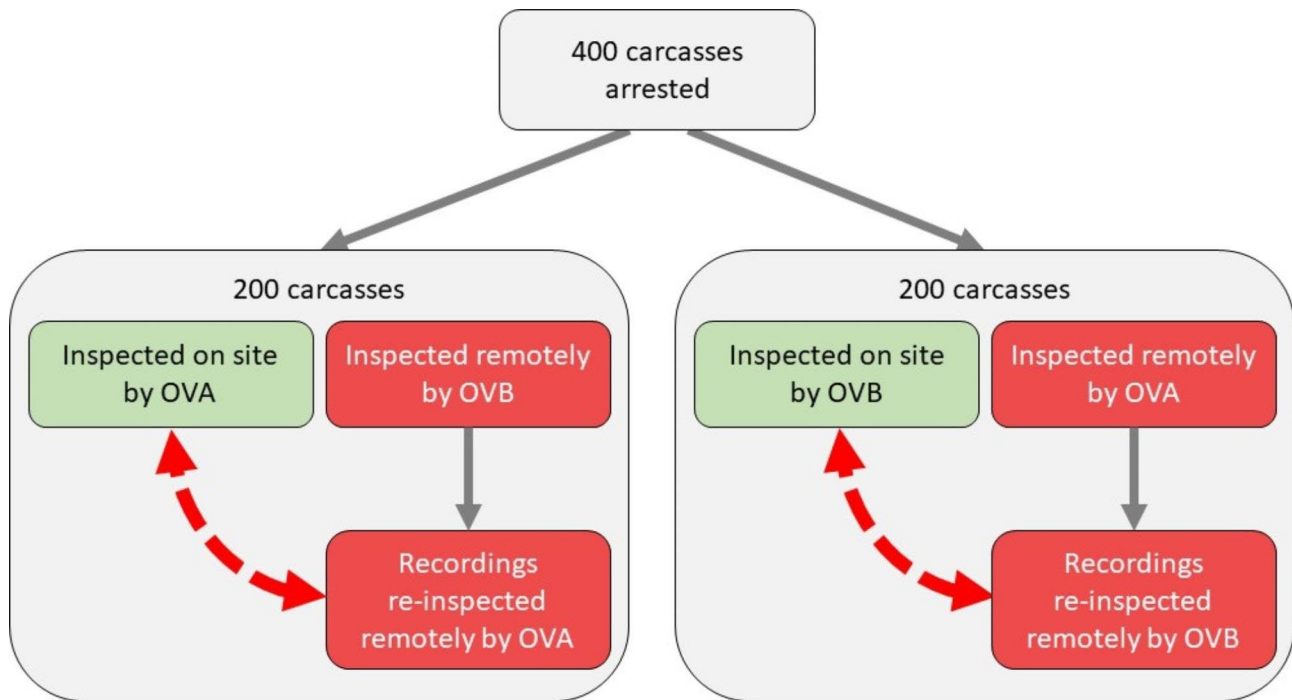 400 carcasses
arrested
200 carcasses
Inspected on site
by OVA
Inspected remotely
by OVB
Recordings
re-inspected
remotely by OVA
200 carcasses
Inspected on site
by OVB
Inspected remotely
by OVA
Recordings
re-inspected
remotely by OVB